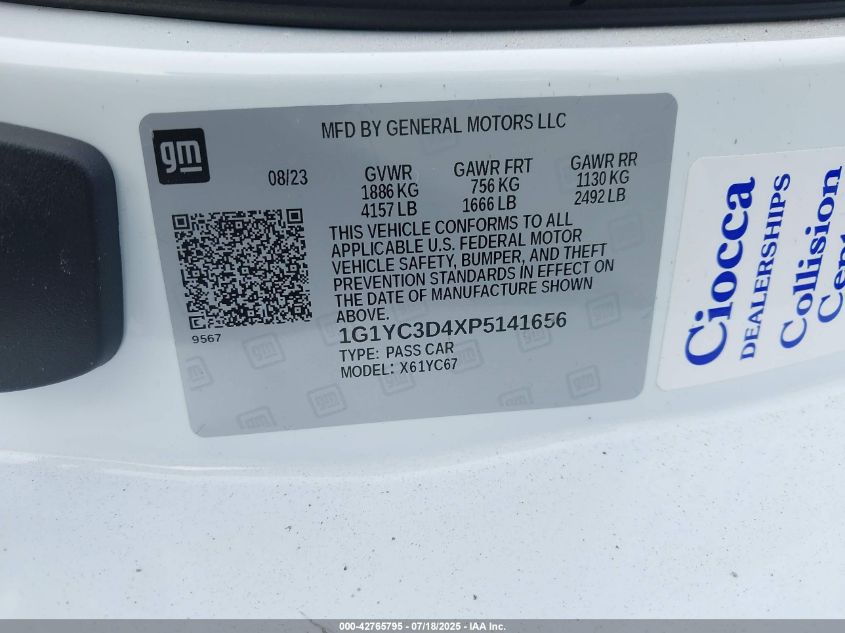 MFD BY GENERAL MOTORS LLC
gm
08/23
GVWR
1886 KG
4157 LB
GAWR FRT
756 KG
1666 LB
GAWR RR
1130 KG
2492 LB
THIS VEHICLE CONFORMS TO ALL
APPLICABLE U.S. FEDERAL MOTOR
VEHICLE SAFETY, BUMPER, AND THEFT
PREVENTION STANDARDS IN EFFECT ON
THE DATE OF MANUFACTURE SHOWN
ABOVE.
9567
1G1YC3D4XP5141656
TYPE: PASS CAR
MODEL: X61YC67
Ciocca
DEALERSHIPS
Collision
Cent
000-42765795 - 07/18/2025 - IAA Inc.